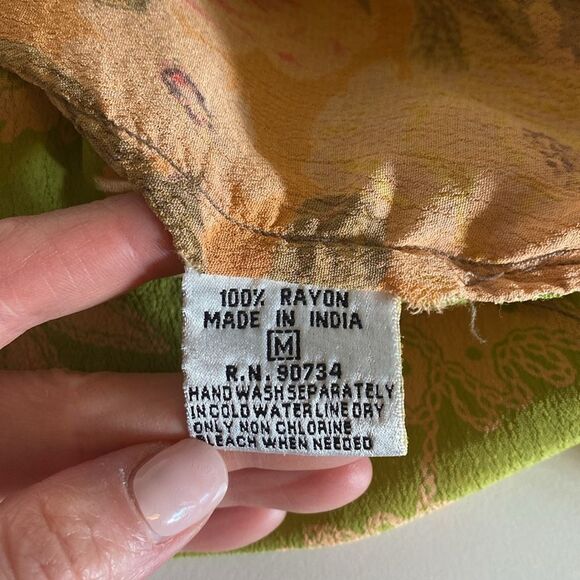 100% RAYON
MADE IN INDIA
M
R.N. 90734
HAND WASH SEPARATELY
IN COLD WATER LINE DRY
ONLY NON CHLORINE
BLEACH WHEN NEEDED